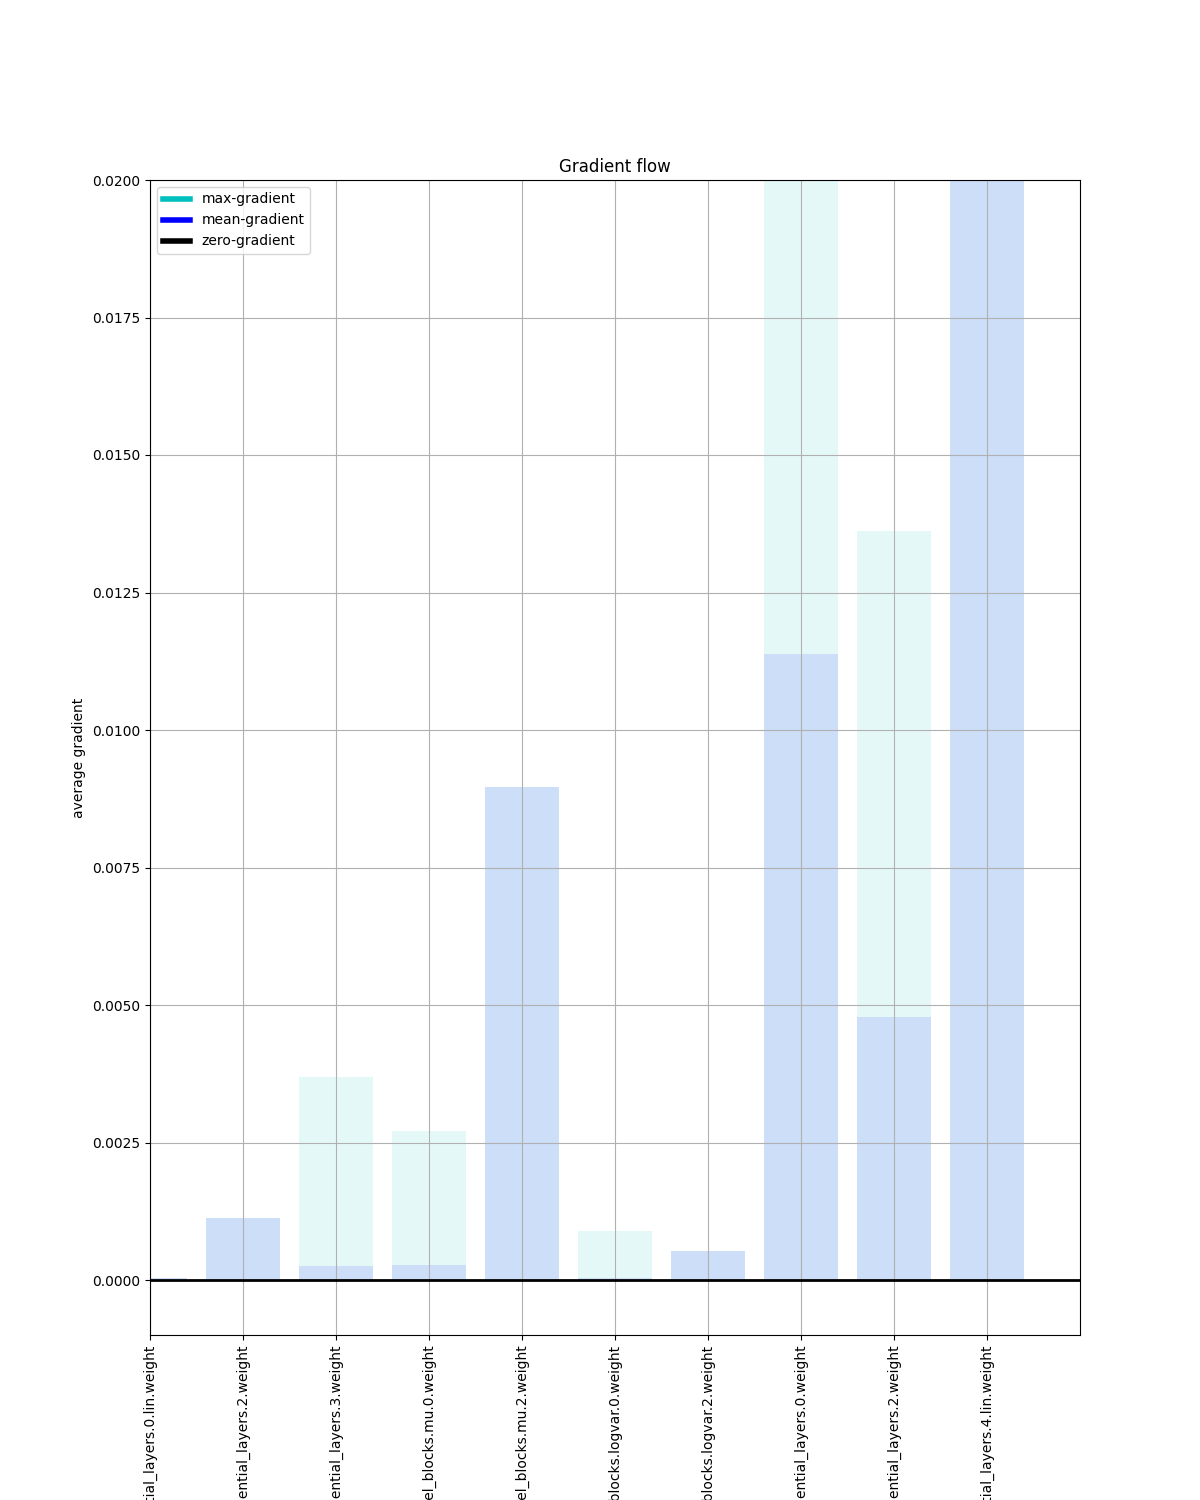 Gradient flow
max-gradient
mean-gradient
zero-gradient
0.0200
0.0175
0.0150
0.0125
0.0100
0.0075
0.0050
0.0025
0.0000
average gradient
tial_layers.0.lin.weight
ential_layers.2.weight
ential_layers.3.weight
el_blocks.mu.0.weight
el_blocks.mu.2.weight
blocks.logvar.0.weight
blocks.logvar.2.weight
ential_layers.0.weight
ential_layers.2.weight
tial_layers.4.lin.weight